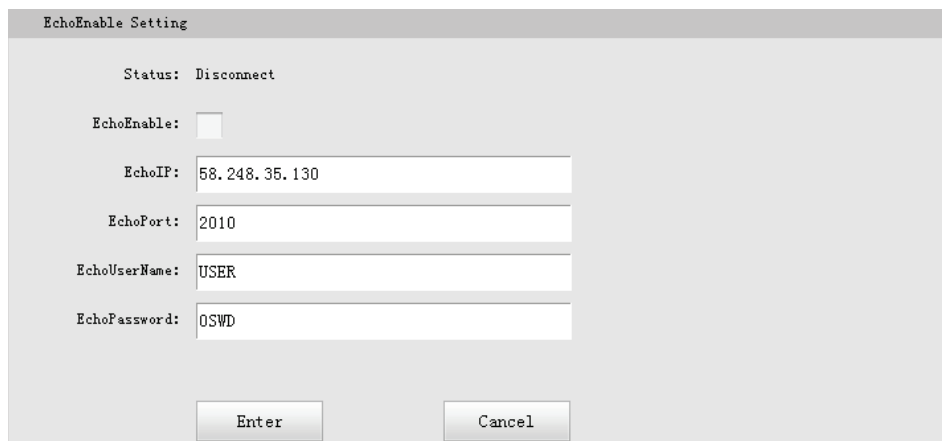 EchoEnable Setting
Status: Disconnect
EchoEnable:
EchoIP: 58.248.35.130
EchoPort: 2010
EchoUserName: USER
EchoPassword: OSWD
Enter Cancel